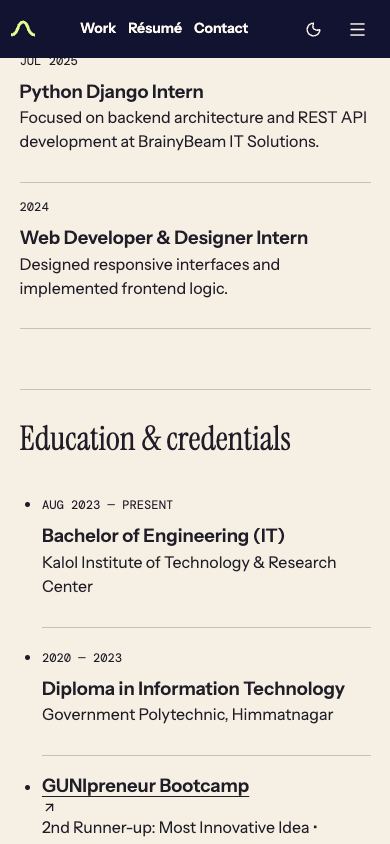 Work Résumé Contact
JUL 2025
Python Django Intern
Focused on backend architecture and REST API
development at BrainyBeam IT Solutions.
2024
Web Developer & Designer Intern
Designed responsive interfaces and
implemented frontend logic.
Education & credentials
• AUG 2023 — PRESENT
Bachelor of Engineering (IT)
Kalol Institute of Technology & Research
Center
• 2020 — 2023
Diploma in Information Technology
Government Polytechnic, Himmatnagar
• GUNIpreneur Bootcamp
↗
2nd Runner-up: Most Innovative Idea •